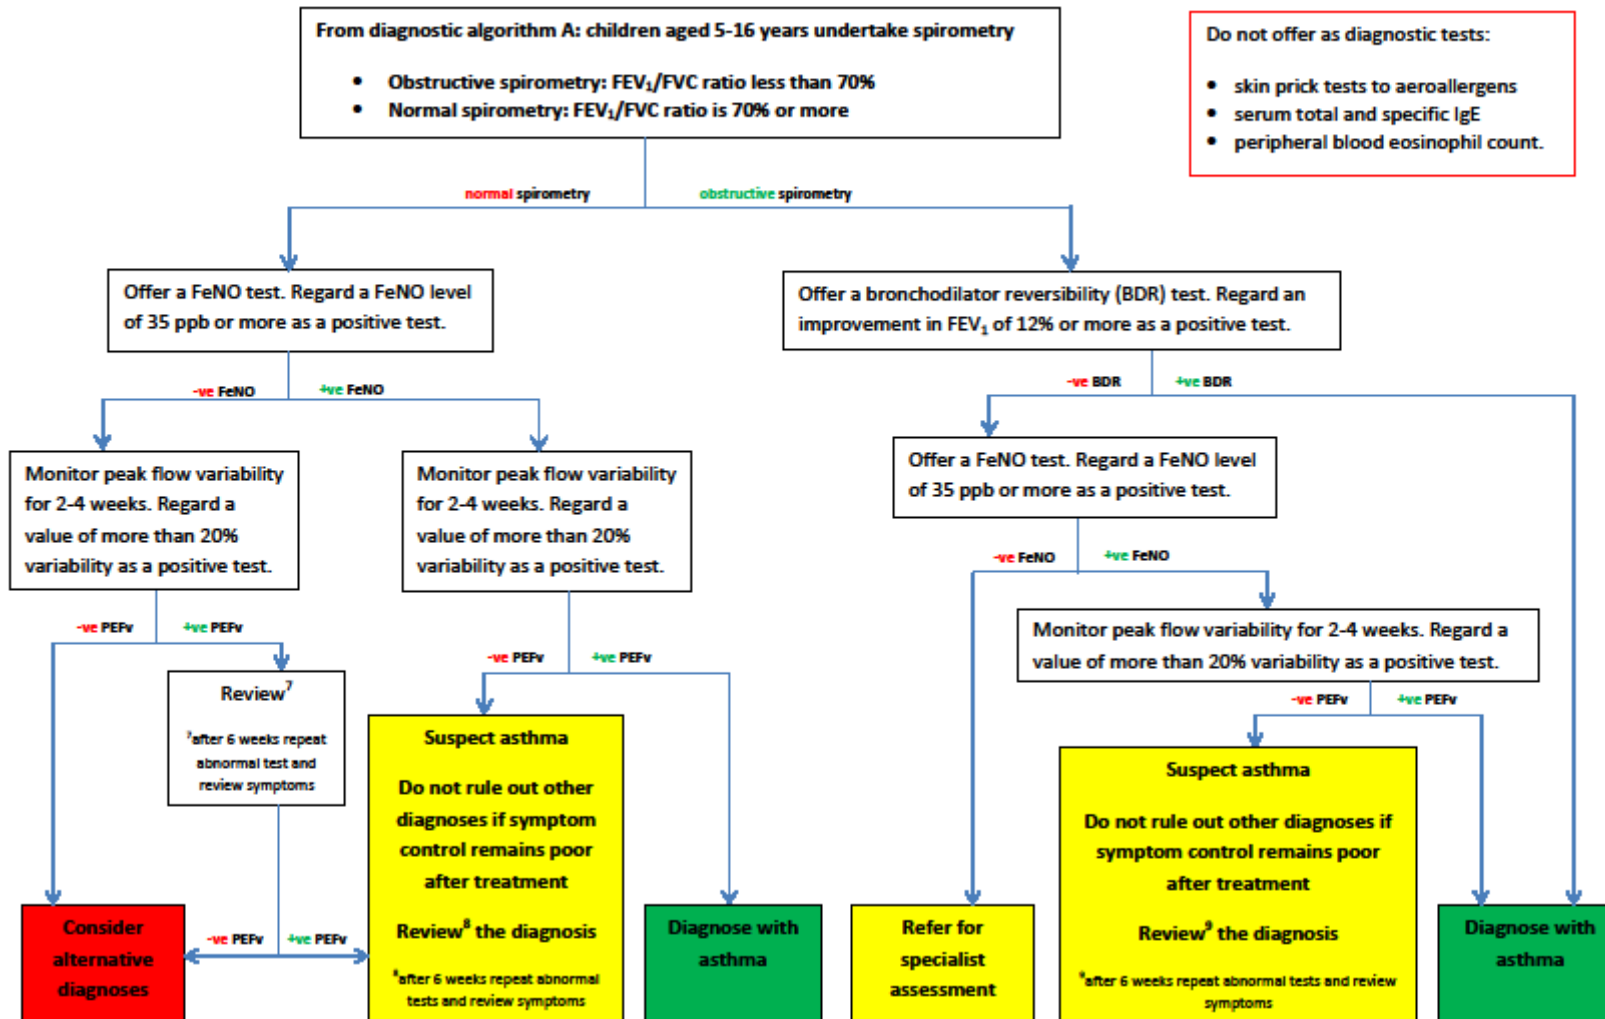 From diagnostic algorithm A: children aged 5-16 years undertake spirometry
• Obstructive spirometry: FEV₁/FVC ratio less than 70%
• Normal spirometry: FEV₁/FVC ratio is 70% or more
Do not offer as diagnostic tests:
• skin prick tests to aeroallergens
• serum total and specific IgE
• peripheral blood eosinophil count.
normal spirometry
obstructive spirometry
Offer a FeNO test. Regard a FeNO level
of 35 ppb or more as a positive test.
Offer a bronchodilator reversibility (BDR) test. Regard an
improvement in FEV₁ of 12% or more as a positive test.
-ve FeNO
+ve FeNO
-ve BDR
+ve BDR
Monitor peak flow variability
for 2-4 weeks. Regard a
value of more than 20%
variability as a positive test.
Monitor peak flow variability
for 2-4 weeks. Regard a
value of more than 20%
variability as a positive test.
Offer a FeNO test. Regard a FeNO level
of 35 ppb or more as a positive test.
-ve FeNO
+ve FeNO
Monitor peak flow variability for 2-4 weeks. Regard a
value of more than 20% variability as a positive test.
-ve PEFv
+ve PEFv
-ve PEFv
+ve PEFv
-ve PEFv
+ve PEFv
Review⁷
⁷after 6 weeks repeat
abnormal test and
review symptoms
Suspect asthma
Do not rule out other
diagnoses if symptom
control remains poor
after treatment
Review⁸ the diagnosis
⁸after 6 weeks repeat abnormal
tests and review symptoms
Suspect asthma
Do not rule out other diagnoses if
symptom control remains poor
after treatment
Review⁹ the diagnosis
⁹after 6 weeks repeat abnormal tests and review
symptoms
-ve PEFv
+ve PEFv
Consider
alternative
diagnoses
Diagnose with
asthma
Refer for
specialist
assessment
Diagnose with
asthma